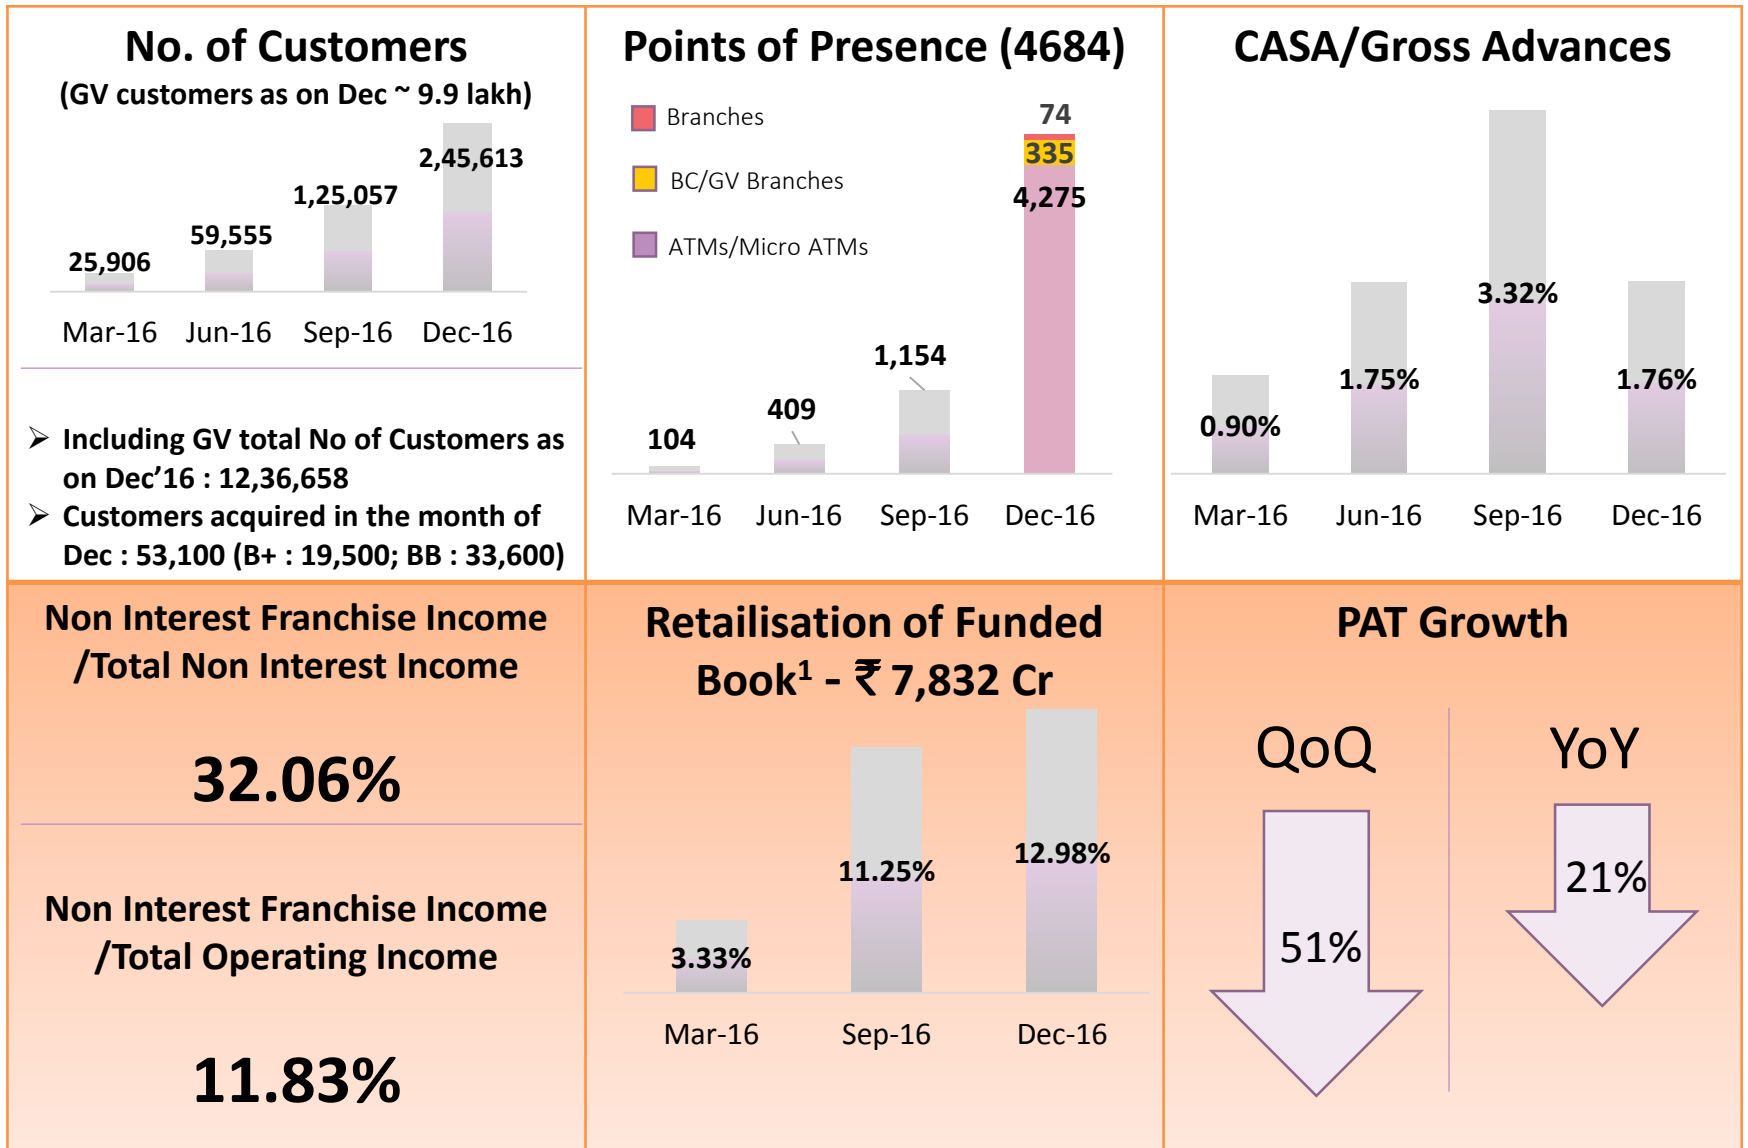 No. of Customers
(GV customers as on Dec ~ 9.9 lakh)
2,45,613
1,25,057
59,555
25,906
Mar-16 Jun-16 Sep-16 Dec-16
➢ Including GV total No of Customers as
on Dec’16 : 12,36,658
➢ Customers acquired in the month of
Dec : 53,100 (B+ : 19,500; BB : 33,600)
Points of Presence (4684)
Branches
BC/GV Branches
ATMs/Micro ATMs
74
335
4,275
1,154
409
104
Mar-16 Jun-16 Sep-16 Dec-16
CASA/Gross Advances
3.32%
1.75%
1.76%
0.90%
Mar-16 Jun-16 Sep-16 Dec-16
Non Interest Franchise Income
/Total Non Interest Income
32.06%
Non Interest Franchise Income
/Total Operating Income
11.83%
Retailisation of Funded
Book¹ - ₹ 7,832 Cr
12.98%
11.25%
3.33%
Mar-16 Sep-16 Dec-16
PAT Growth
QoQ YoY
21%
51%